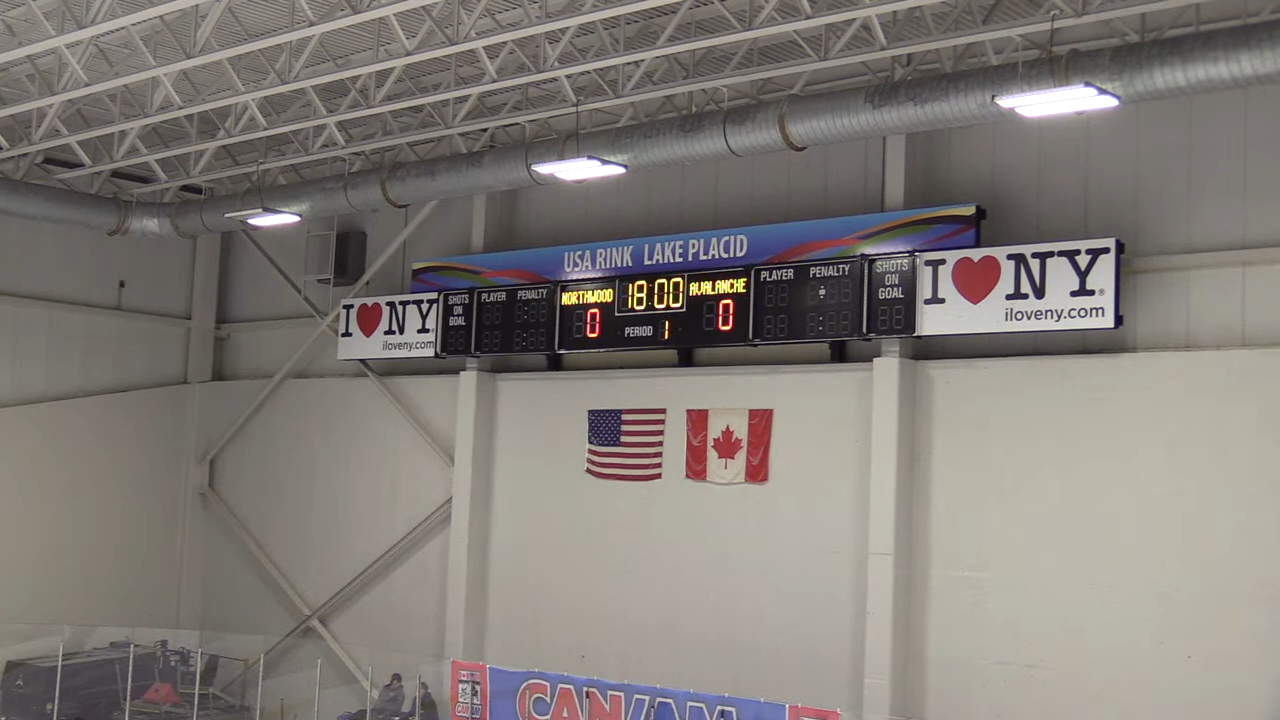 USA RINK LAKE PLACID
I ♥ NY
iloveny.com
SHOTS ON GOAL
PLAYER PENALTY
NORTHWOOD 18:00 AVALANCHE
0 PERIOD 1 0
PLAYER PENALTY
SHOTS ON GOAL
I ♥ NY®
iloveny.com
CAN/AM